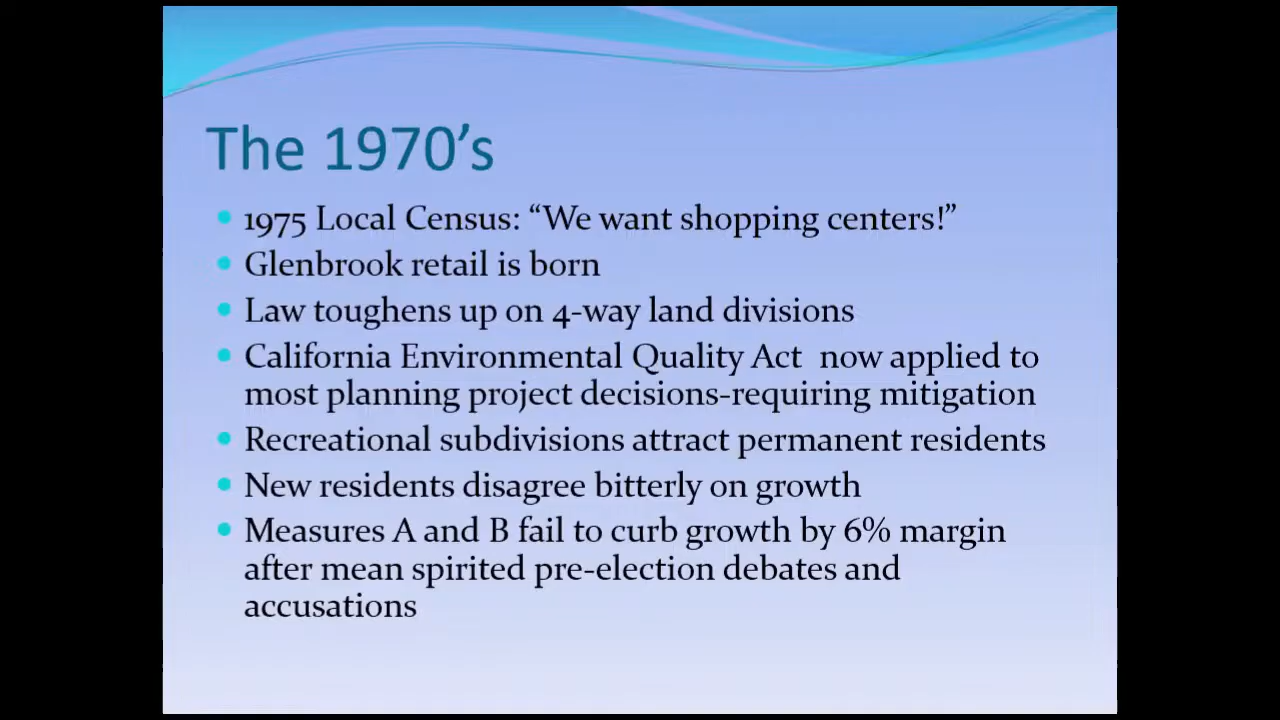 The 1970’s
1975 Local Census: “We want shopping centers!”
Glenbrook retail is born
Law toughens up on 4-way land divisions
California Environmental Quality Act  now applied to
most planning project decisions-requiring mitigation
Recreational subdivisions attract permanent residents
New residents disagree bitterly on growth
Measures A and B fail to curb growth by 6% margin
after mean spirited pre-election debates and
accusations